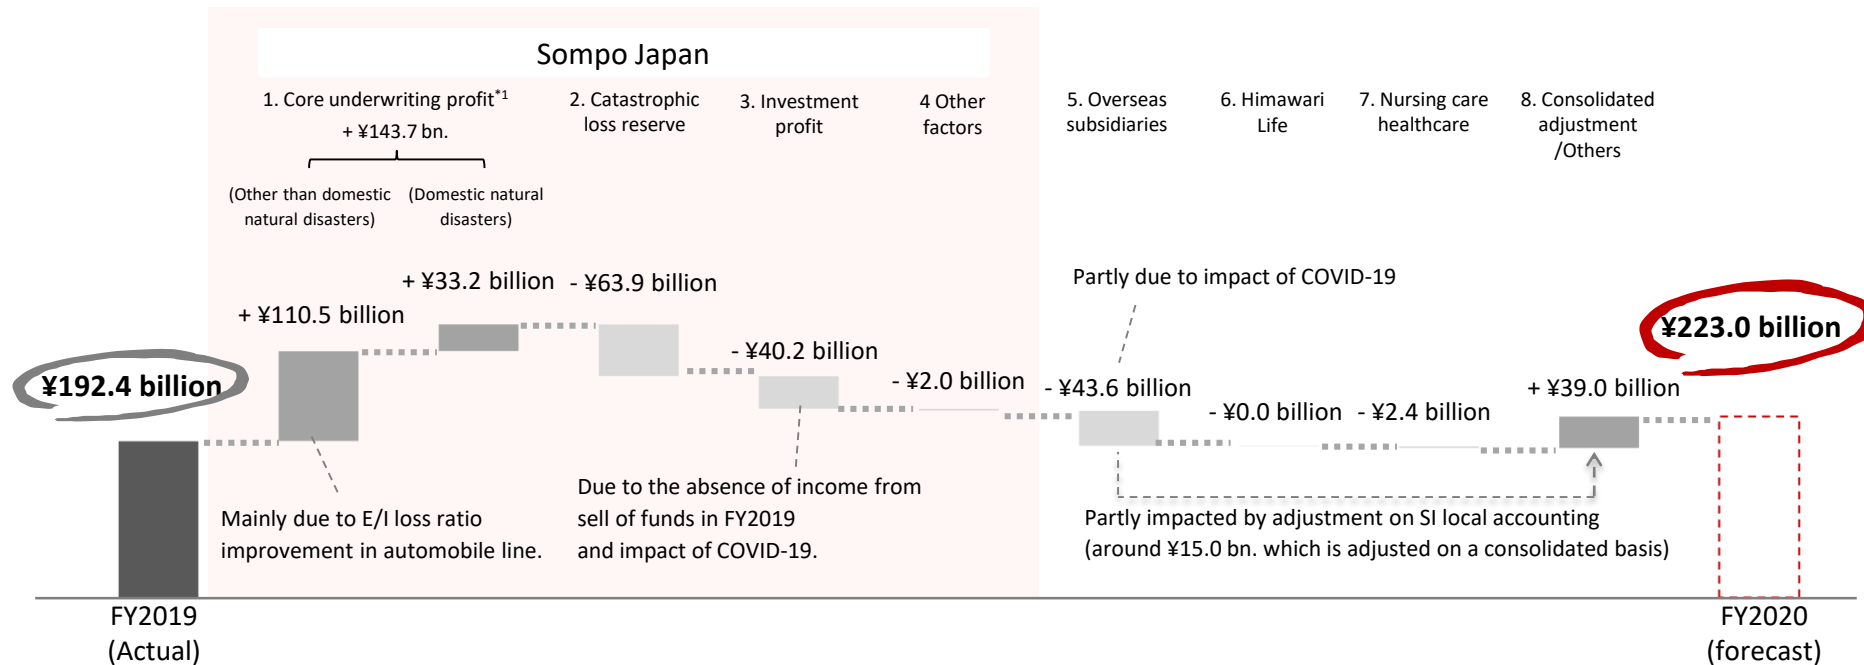 Sompo Japan
1. Core underwriting profit*1
+ ¥143.7 bn.
(Other than domestic
natural disasters)
(Domestic natural
disasters)
2. Catastrophic
loss reserve
3. Investment
profit
4 Other
factors
5. Overseas
subsidiaries
6. Himawari
Life
7. Nursing care
healthcare
8. Consolidated
adjustment
/Others
¥192.4 billion
+ ¥110.5 billion
+ ¥33.2 billion
- ¥63.9 billion
- ¥40.2 billion
- ¥2.0 billion
Partly due to impact of COVID-19
- ¥43.6 billion
- ¥0.0 billion
- ¥2.4 billion
+ ¥39.0 billion
¥223.0 billion
Mainly due to E/I loss ratio
improvement in automobile line.
Due to the absence of income from
sell of funds in FY2019
and impact of COVID-19.
Partly impacted by adjustment on SI local accounting
(around ¥15.0 bn. which is adjusted on a consolidated basis)
FY2019
(Actual)
FY2020
(forecast)